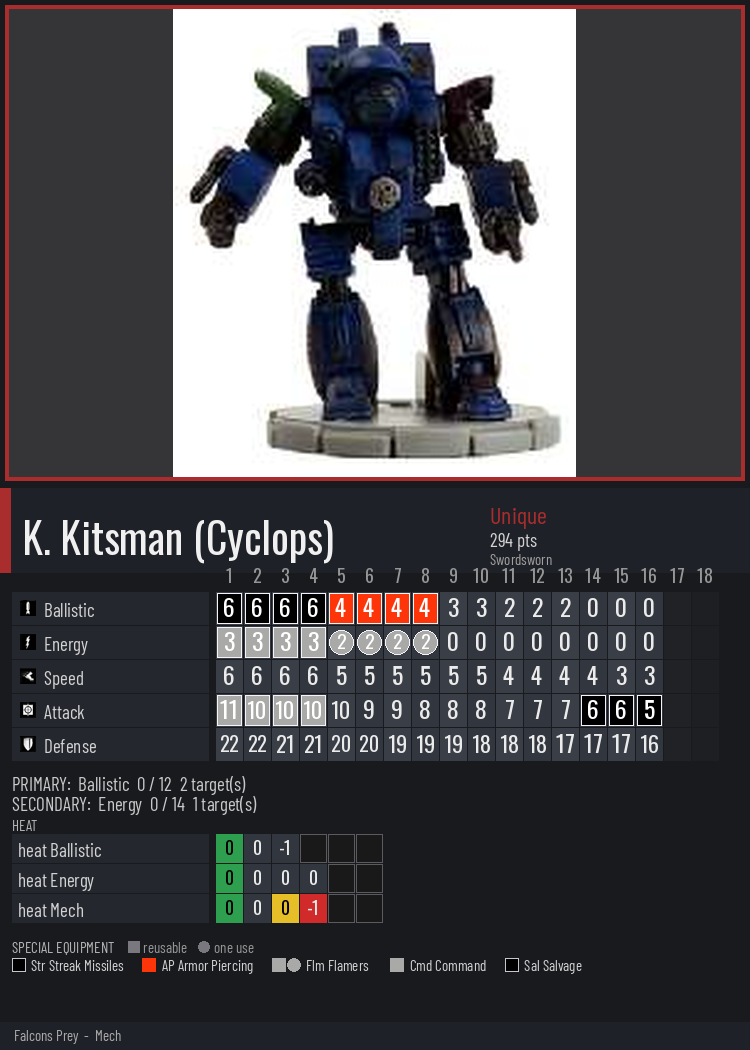 K. Kitsman (Cyclops)
Unique
294 pts
Swordsworn
1 2 3 4 5 6 7 8 9 10 11 12 13 14 15 16 17 18
Ballistic 6 6 6 6 4 4 4 4 3 3 2 2 2 0 0 0
Energy 3 3 3 3 2 2 2 2 0 0 0 0 0 0 0 0
Speed 6 6 6 6 5 5 5 5 5 5 4 4 4 4 3 3
Attack 11 10 10 10 10 9 9 8 8 8 7 7 7 6 6 5
Defense 22 22 21 21 20 20 19 19 19 18 18 18 17 17 17 16
PRIMARY: Ballistic 0 / 12 2 target(s)
SECONDARY: Energy 0 / 14 1 target(s)
HEAT
heat Ballistic 0 0 -1
heat Energy 0 0 0 0
heat Mech 0 0 0 -1
SPECIAL EQUIPMENT reusable one use
Str Streak Missiles AP Armor Piercing Flm Flamers Cmd Command Sal Salvage
Falcons Prey - Mech